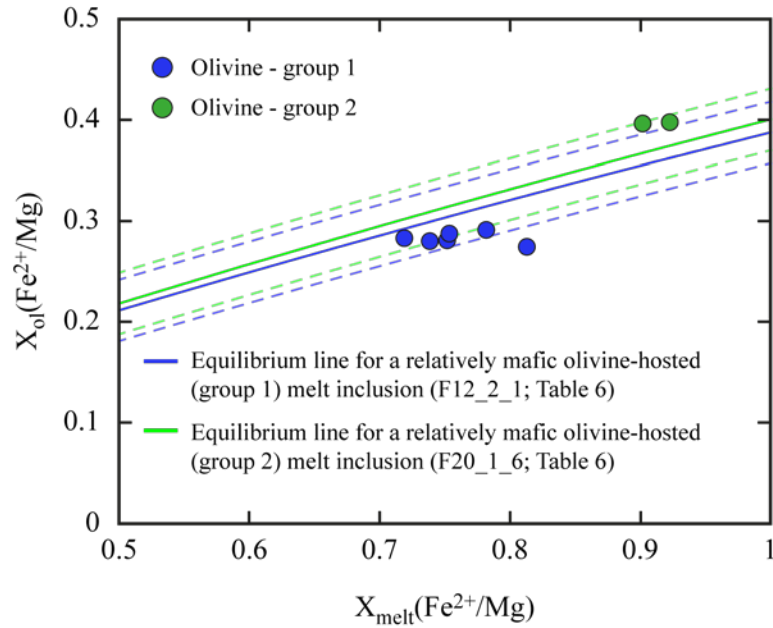 0.5
Olivine - group 1
Olivine - group 2
0.4
0.3
0.2
Equilibrium line for a relatively mafic olivine-hosted
(group 1) melt inclusion (F12_2_1; Table 6)
0.1
Equilibrium line for a relatively mafic olivine-hosted
(group 2) melt inclusion (F20_1_6; Table 6)
0
0.5 0.6 0.7 0.8 0.9 1
Xol(Fe²⁺/Mg)
Xmelt(Fe²⁺/Mg)